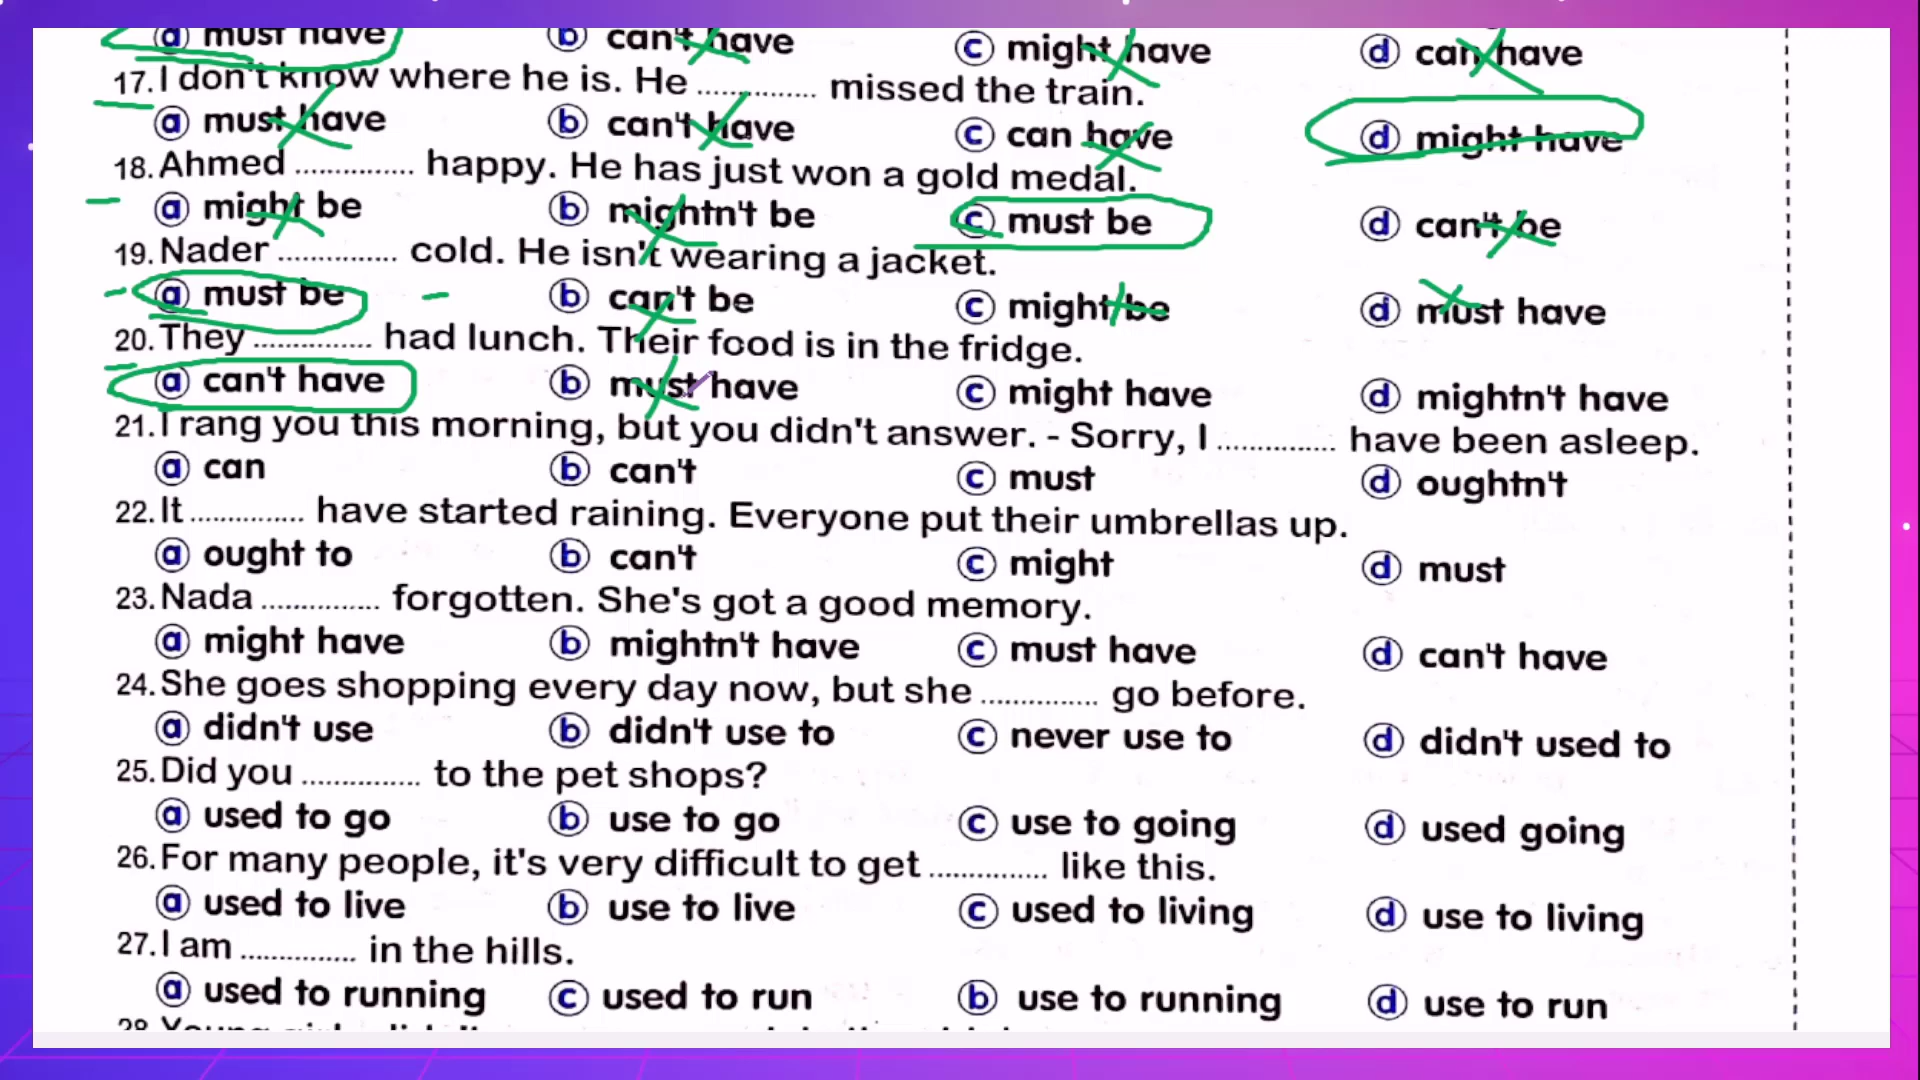 a must have b can't have c might have d can have
17. I don't know where he is. He ............... missed the train.
a must have b can't have c can have d might have
18. Ahmed ............... happy. He has just won a gold medal.
a might be b mightn't be c must be d can't be
19. Nader ............... cold. He isn't wearing a jacket.
a must be b can't be c might be d must have
20. They ............... had lunch. Their food is in the fridge.
a can't have b must have c might have d mightn't have
21. I rang you this morning, but you didn't answer. - Sorry, I ............... have been asleep.
a can b can't c must d oughtn't
22. It ............... have started raining. Everyone put their umbrellas up.
a ought to b can't c might d must
23. Nada ............... forgotten. She's got a good memory.
a might have b mightn't have c must have d can't have
24. She goes shopping every day now, but she ............... go before.
a didn't use b didn't use to c never use to d didn't used to
25. Did you ............... to the pet shops?
a used to go b use to go c use to going d used going
26. For many people, it's very difficult to get ............... like this.
a used to live b use to live c used to living d use to living
27. I am ............... in the hills.
a used to running c used to run b use to running d use to run